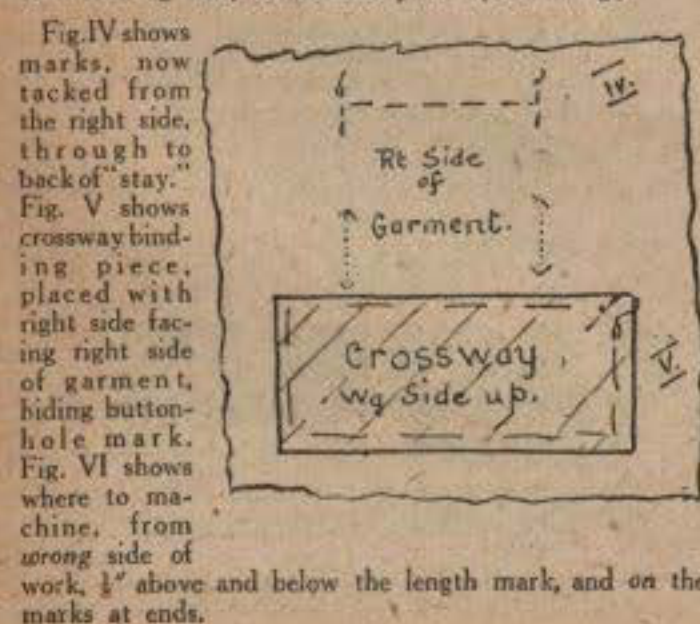 Fig. IV shows
marks, now
tacked from
the right side,
through to
back of "stay."
Fig. V shows
crossway bind-
ing piece,
placed with
right side fac-
ing right side
of garment,
hiding button-
hole mark.
Fig. VI shows
where to ma-
chine, from
wrong side of
work, ⅛" above and below the length mark, and on the
marks at ends.
IV.
Rt Side
of
Garment.
Crossway
Wg Side up.
V.